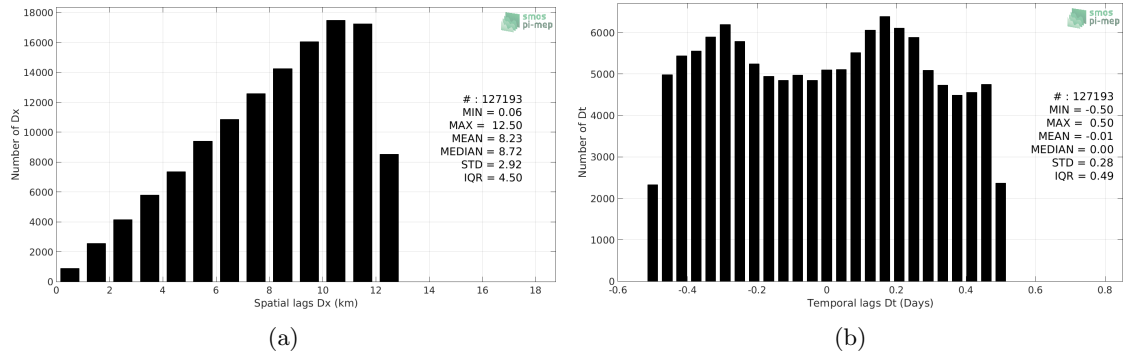 18000
16000
14000
12000
10000
8000
6000
4000
2000
0
Number of Dx
0 2 4 6 8 10 12 14 16 18
Spatial lags Dx (km)
smos
pi-mep
# : 127193
MIN = 0.06
MAX = 12.50
MEAN = 8.23
MEDIAN = 8.72
STD = 2.92
IQR = 4.50
(a)
6000
5000
4000
3000
2000
1000
0
Number of Dt
-0.6 -0.4 -0.2 0 0.2 0.4 0.6 0.8
Temporal lags Dt (Days)
smos
pi-mep
# : 127193
MIN = -0.50
MAX = 0.50
MEAN = -0.01
MEDIAN = 0.00
STD = 0.28
IQR = 0.49
(b)